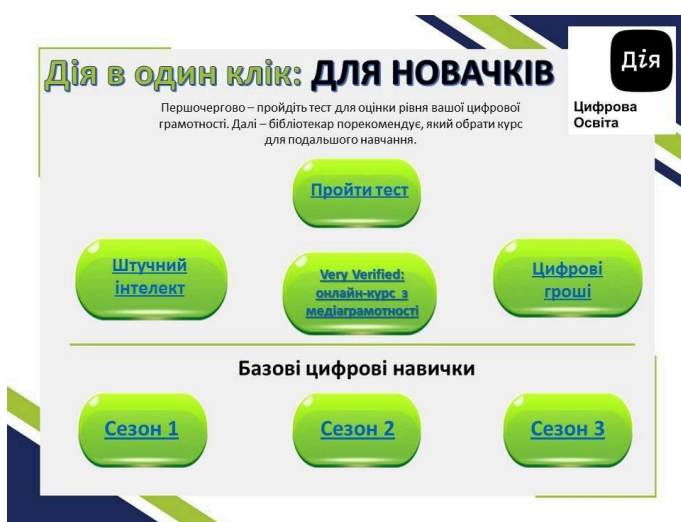 Дія в один клік: ДЛЯ НОВАЧКІВ
Дія
Цифрова
Освіта
Першочергово – пройдіть тест для оцінки рівня вашої цифрової
грамотності. Далі – бібліотекар порекомендує, який обрати курс
для подальшого навчання.
Пройти тест
Штучний
інтелект
Very Verified:
онлайн-курс з
медіаграмотності
Цифрові
гроші
Базові цифрові навички
Сезон 1
Сезон 2
Сезон 3